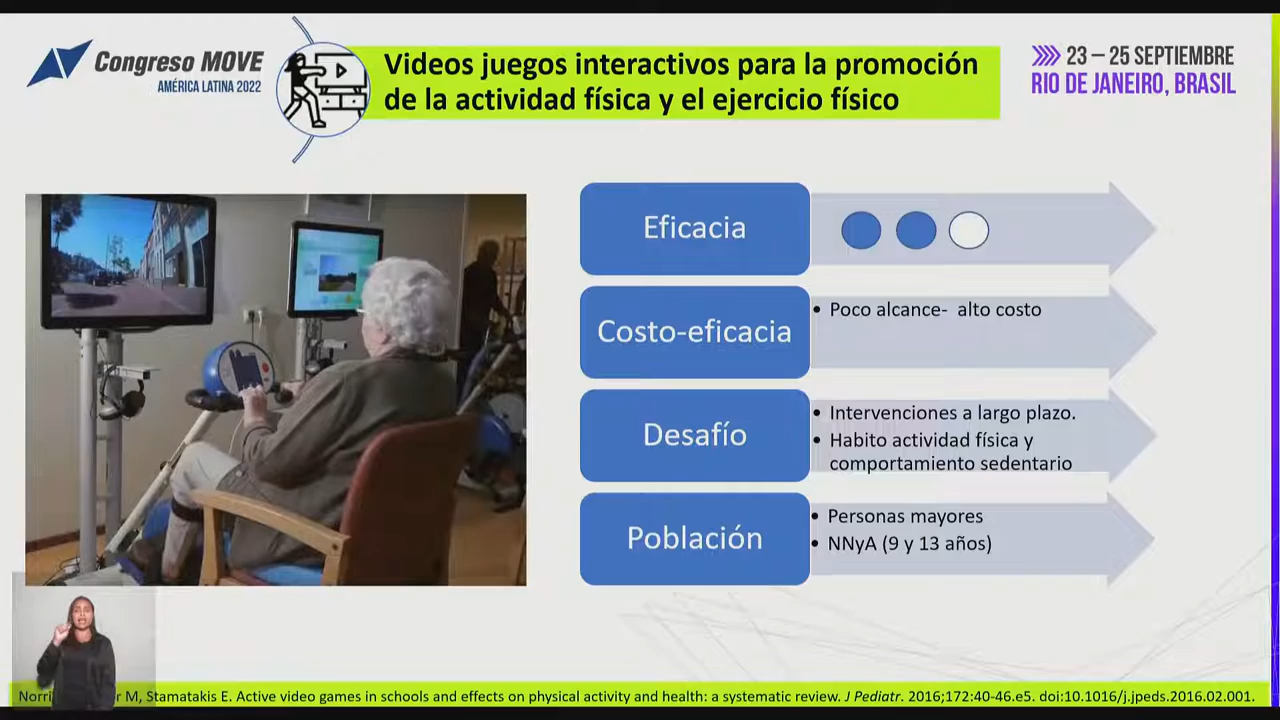 Congreso MOVE
AMÉRICA LATINA 2022
Videos juegos interactivos para la promoción
de la actividad física y el ejercicio físico
23 – 25 SEPTIEMBRE
RIO DE JANEIRO, BRASIL
Eficacia
Costo-eficacia
• Poco alcance- alto costo
Desafío
• Intervenciones a largo plazo.
• Habito actividad física y
comportamiento sedentario
Población
• Personas mayores
• NNyA (9 y 13 años)
M, Stamatakis E. Active video games in schools and effects on physical activity and health: a systematic review. J Pediatr. 2016;172:40-46.e5. doi:10.1016/j.jpeds.2016.02.001.